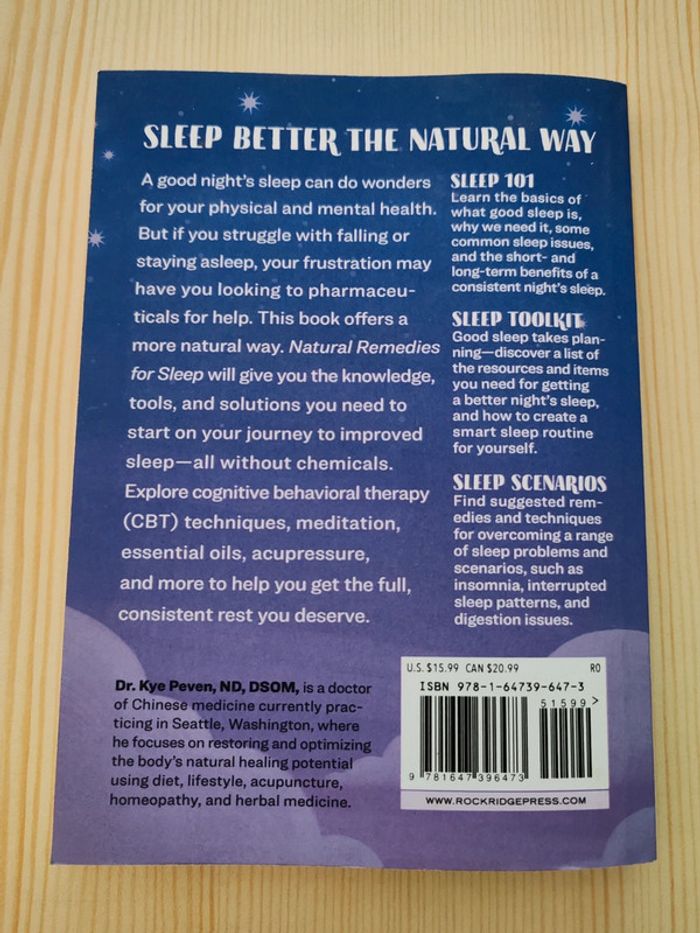 SLEEP BETTER THE NATURAL WAY
A good night's sleep can do wonders
for your physical and mental health.
But if you struggle with falling or
staying asleep, your frustration may
have you looking to pharmaceu-
ticals for help. This book offers a
more natural way. Natural Remedies
for Sleep will give you the knowledge,
tools, and solutions you need to
start on your journey to improved
sleep—all without chemicals.
Explore cognitive behavioral therapy
(CBT) techniques, meditation,
essential oils, acupressure,
and more to help you get the full,
consistent rest you deserve.
SLEEP 101
Learn the basics of
what good sleep is,
why we need it, some
common sleep issues,
and the short- and
long-term benefits of a
consistent night's sleep.
SLEEP TOOLKIT
Good sleep takes plan-
ning—discover a list of
the resources and items
you need for getting
a better night's sleep,
and how to create a
smart sleep routine
for yourself.
SLEEP SCENARIOS
Find suggested rem-
edies and techniques
for overcoming a range
of sleep problems and
scenarios, such as
insomnia, interrupted
sleep patterns, and
digestion issues.
Dr. Kye Peven, ND, DSOM, is a doctor
of Chinese medicine currently prac-
ticing in Seattle, Washington, where
he focuses on restoring and optimizing
the body's natural healing potential
using diet, lifestyle, acupuncture,
homeopathy, and herbal medicine.
U.S. $15.99 CAN $20.99 R0
ISBN 978-1-64739-647-3
51599>
9 781647 396473
WWW.ROCKRIDGEPRESS.COM